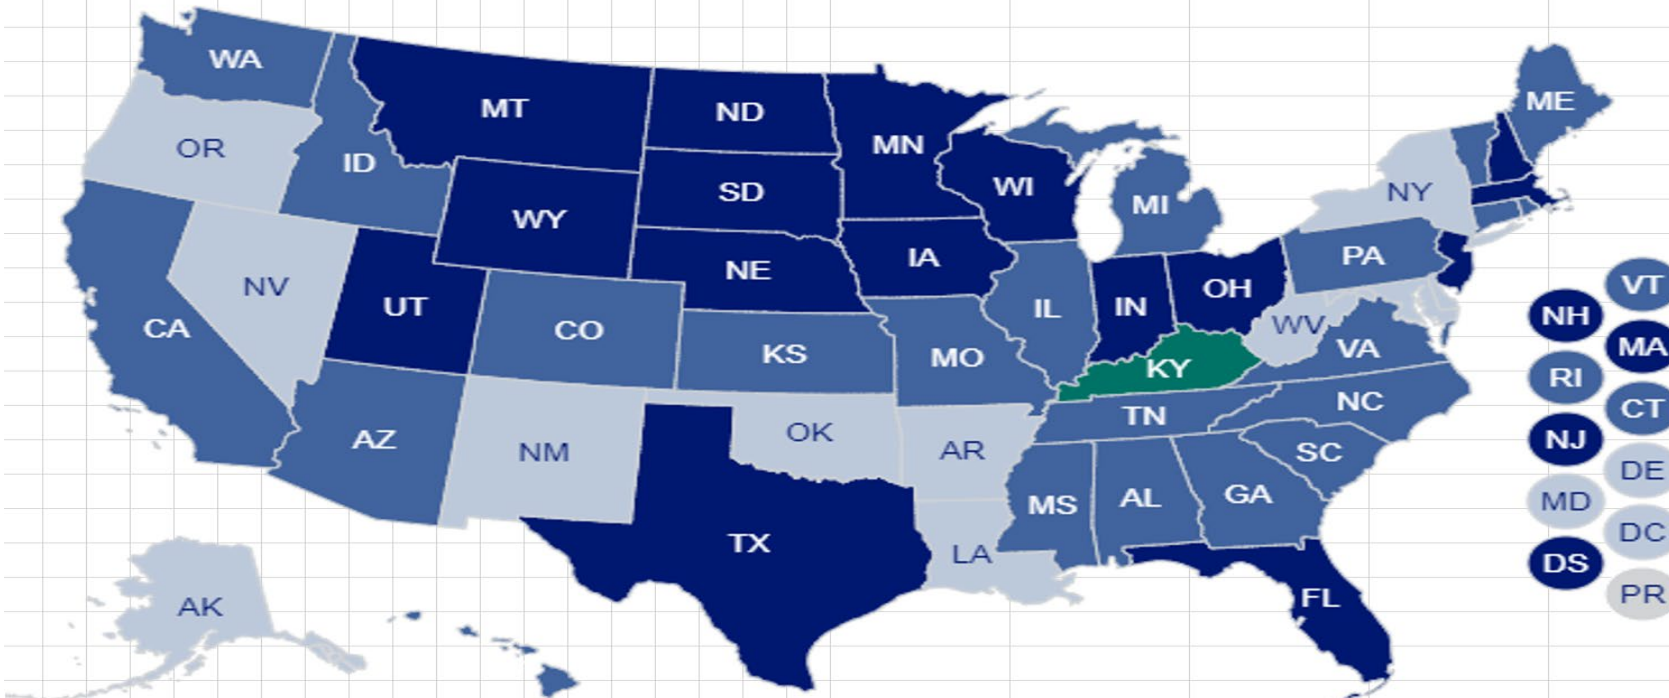 WA
MT
ND
MN
ME
OR
ID
SD
WI
MI
NY
WY
NE
IA
PA
NV
UT
CO
IL
IN
OH
VT
CA
KS
MO
KY
WV
VA
NH
MA
AZ
NM
OK
AR
TN
NC
RI
CT
SC
NJ
TX
LA
MS
AL
GA
DE
MD
DC
DS
AK
FL
PR